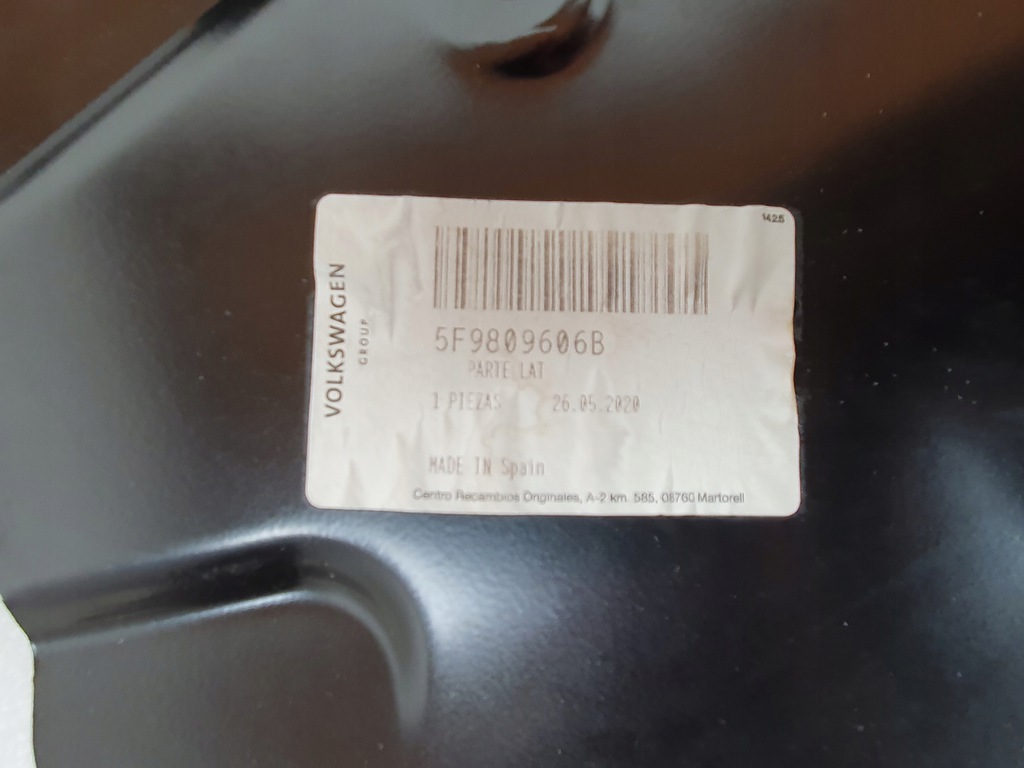 1425
VOLKSWAGEN
GROUP
5F9809606B
PARTE LAT
1 PIEZAS 26.05.2020
MADE IN Spain
Centro Recambios Originales, A-2 km. 585, 08760 Martorell